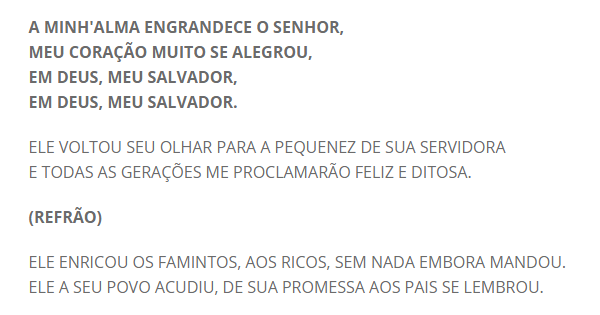 A MINH'ALMA ENGRANDECE O SENHOR,
MEU CORAÇÃO MUITO SE ALEGROU,
EM DEUS, MEU SALVADOR,
EM DEUS, MEU SALVADOR.
ELE VOLTOU SEU OLHAR PARA A PEQUENEZ DE SUA SERVIDORA
E TODAS AS GERAÇÕES ME PROCLAMARÃO FELIZ E DITOSA.
(REFRÃO)
ELE ENRICOU OS FAMINTOS, AOS RICOS, SEM NADA EMBORA MANDOU.
ELE A SEU POVO ACUDIU, DE SUA PROMESSA AOS PAIS SE LEMBROU.